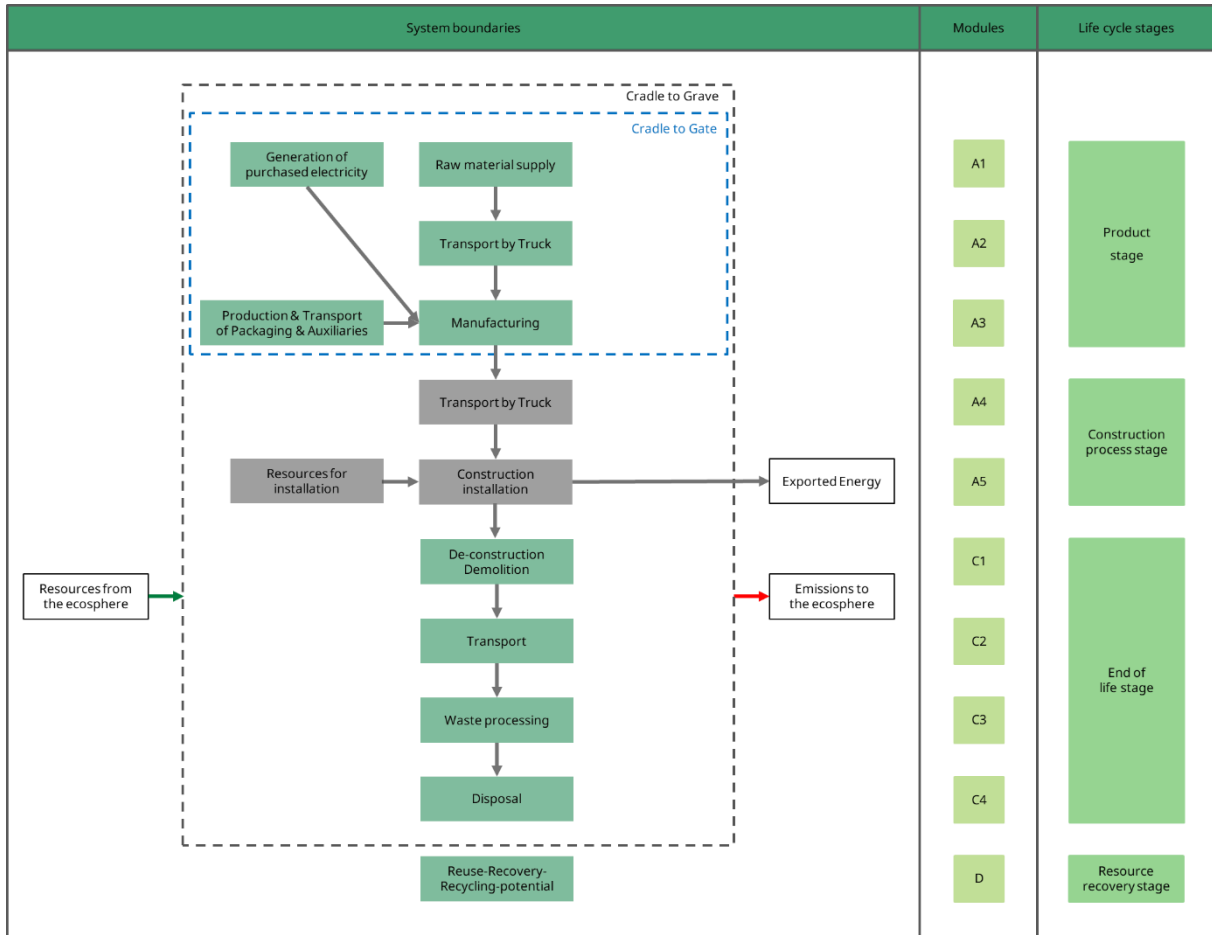 System boundaries
Modules
Life cycle stages
Cradle to Grave
Cradle to Gate
Generation of
purchased electricity
Raw material supply
A1
Transport by Truck
A2
Product
stage
Production & Transport
of Packaging & Auxiliaries
Manufacturing
A3
Transport by Truck
A4
Construction
process stage
Resources for
installation
Construction
installation
Exported Energy
A5
De-construction
Demolition
C1
Resources from
the ecosphere
Emissions to
the ecosphere
Transport
C2
End of
life stage
Waste processing
C3
Disposal
C4
Reuse-Recovery-
Recycling-potential
D
Resource
recovery stage